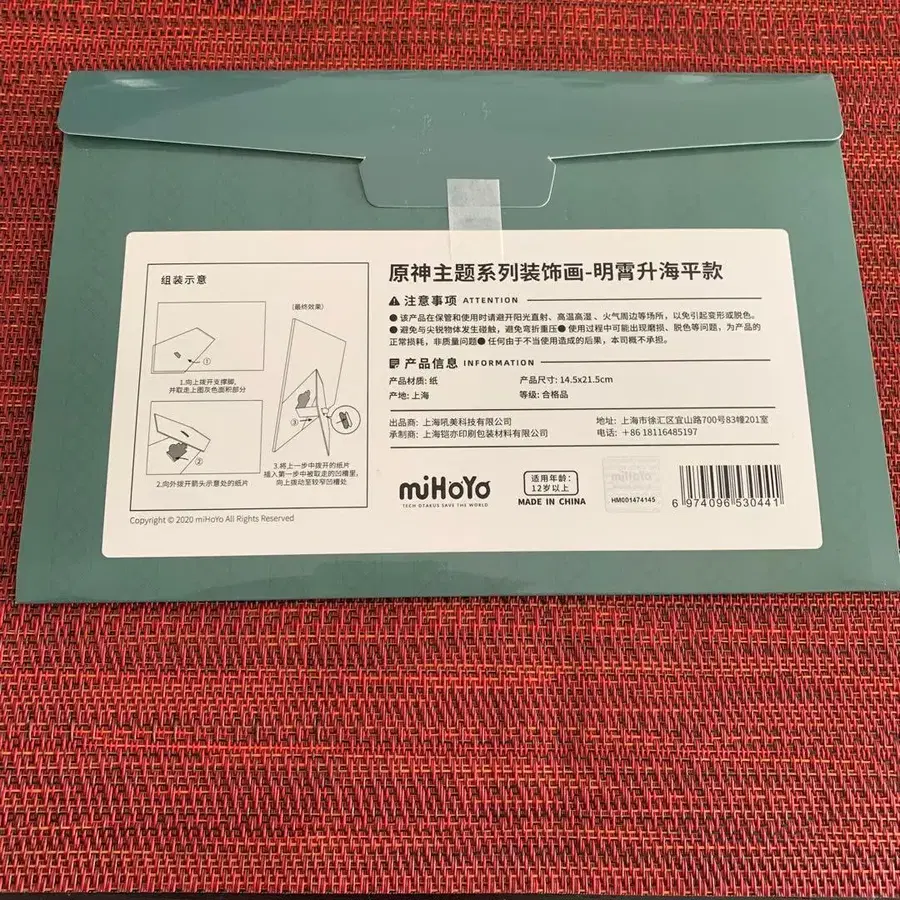 组装示意
(最终效果)
①
1.向上拨开支撑脚,
并取走上图灰色面积部分
②
2.向外拨开箭头示意处的纸片
③
3.将上一步中拨开的纸片
插入第一步中被取走的凹槽里,
向上拨动至较窄凹槽处
Copyright © 2020 miHoYo All Rights Reserved
原神主题系列装饰画-明霄升海平款
注意事项 ATTENTION
● 该产品在保管和使用时请避开阳光直射、高温高湿、火气周边等场所,以免引起变形或脱色。
● 避免与尖锐物体发生碰触,避免弯折重压● 使用过程中可能出现磨损、脱色等问题,为产品的
正常损耗,非质量问题● 任何由于不当使用造成的后果,本司概不承担。
产品信息 INFORMATION
产品材质: 纸 产品尺寸: 14.5x21.5cm
产地: 上海 等级: 合格品
出品商: 上海吼美科技有限公司 地址: 上海市徐汇区宜山路700号83幢201室
承制商: 上海铠亦印刷包装材料有限公司 电话: +86 18116485197
miHoYo
TECH OTAKUS SAVE THE WORLD
适用年龄:
12岁以上
MADE IN CHINA
miHoYo
HM001474145
6 974096 530441